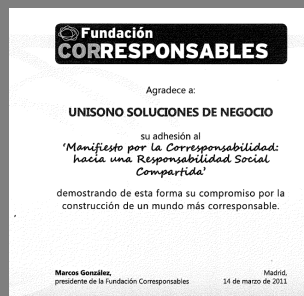 Fundación
CORRESPONSABLES
Agradece a:
UNISONO SOLUCIONES DE NEGOCIO
su adhesión al
'Manifiesto por la Corresponsabilidad:
hacia una Responsabilidad Social
Compartida'
demostrando de esta forma su compromiso por la
construcción de un mundo más corresponsable.
Marcos González,
presidente de la Fundación Corresponsables
Madrid,
14 de marzo de 2011